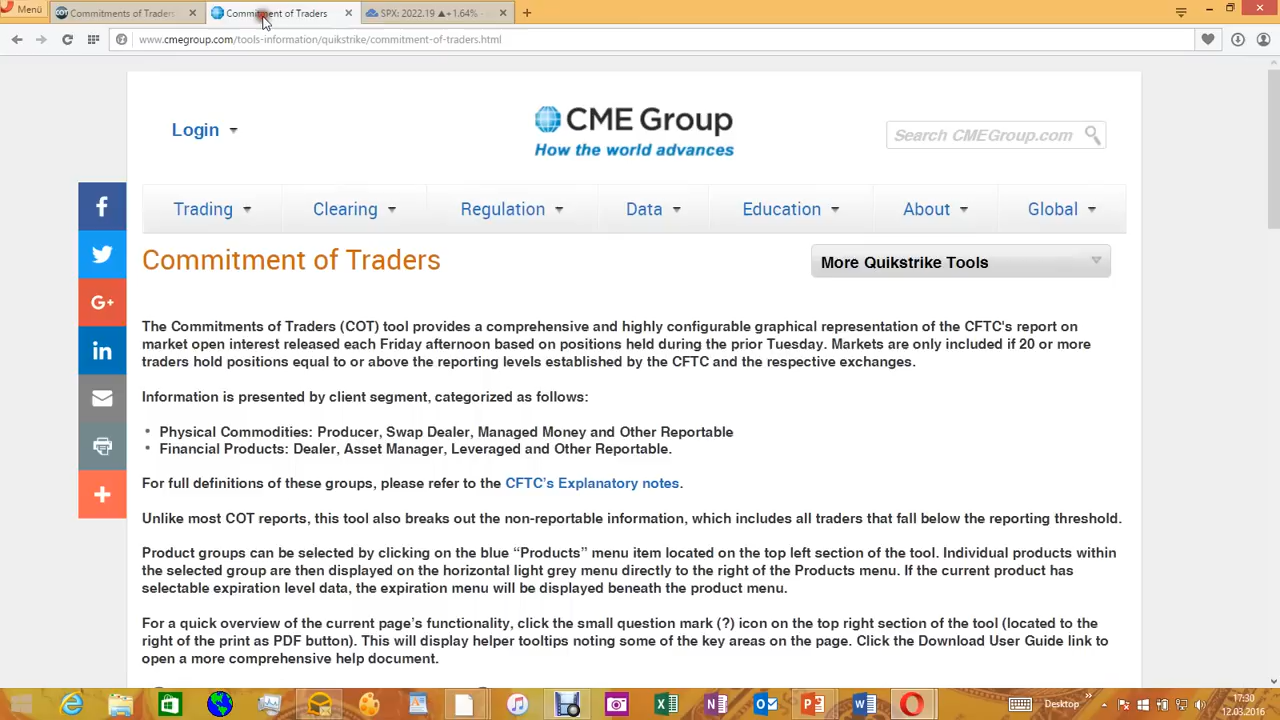 Menü
Commitments of Traders
Commitment of Traders
SPX: 2022.19 ▲+1.64%
www.cmegroup.com/tools-information/quikstrike/commitment-of-traders.html
Login
CME Group
How the world advances
Search CMEGroup.com
Trading
Clearing
Regulation
Data
Education
About
Global
Commitment of Traders
More Quikstrike Tools
The Commitments of Traders (COT) tool provides a comprehensive and highly configurable graphical representation of the CFTC's report on
market open interest released each Friday afternoon based on positions held during the prior Tuesday. Markets are only included if 20 or more
traders hold positions equal to or above the reporting levels established by the CFTC and the respective exchanges.
Information is presented by client segment, categorized as follows:
• Physical Commodities: Producer, Swap Dealer, Managed Money and Other Reportable
• Financial Products: Dealer, Asset Manager, Leveraged and Other Reportable.
For full definitions of these groups, please refer to the CFTC's Explanatory notes.
Unlike most COT reports, this tool also breaks out the non-reportable information, which includes all traders that fall below the reporting threshold.
Product groups can be selected by clicking on the blue “Products” menu item located on the top left section of the tool. Individual products within
the selected group are then displayed on the horizontal light grey menu directly to the right of the Products menu. If the current product has
selectable expiration level data, the expiration menu will be displayed beneath the product menu.
For a quick overview of the current page's functionality, click the small question mark (?) icon on the top right section of the tool (located to the
right of the print as PDF button). This will display helper tooltips noting some of the key areas on the page. Click the Download User Guide link to
open a more comprehensive help document.
Desktop
17:30
12.03.2016